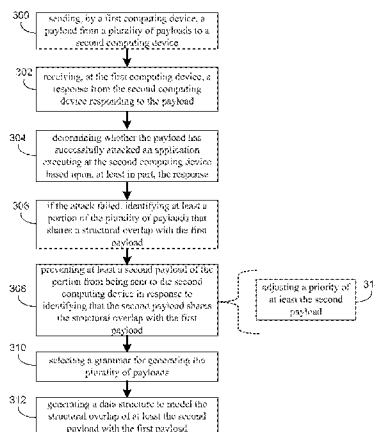 300
sending, by a first computing device, a
payload from a plurality of payloads to a
second computing device
302
receiving, at the first computing device, a
response from the second computing
device responding to the payload
304
determining whether the payload has
successfully attacked an application
executing at the second computing device
based upon, at least in part, the response
306
if the attack failed, identifying at least a
portion of the plurality of payloads that
shares a structural overlap with the first
payload
308
preventing at least a second payload of the
portion from being sent to the second
computing device in response to
identifying that the second payload shares
the structural overlap with the first
payload
adjusting a priority of
at least the second
payload
310
selecting a grammar for generating the
plurality of payloads
312
generating a data structure to model the
structural overlap of at least the second
payload with the first payload